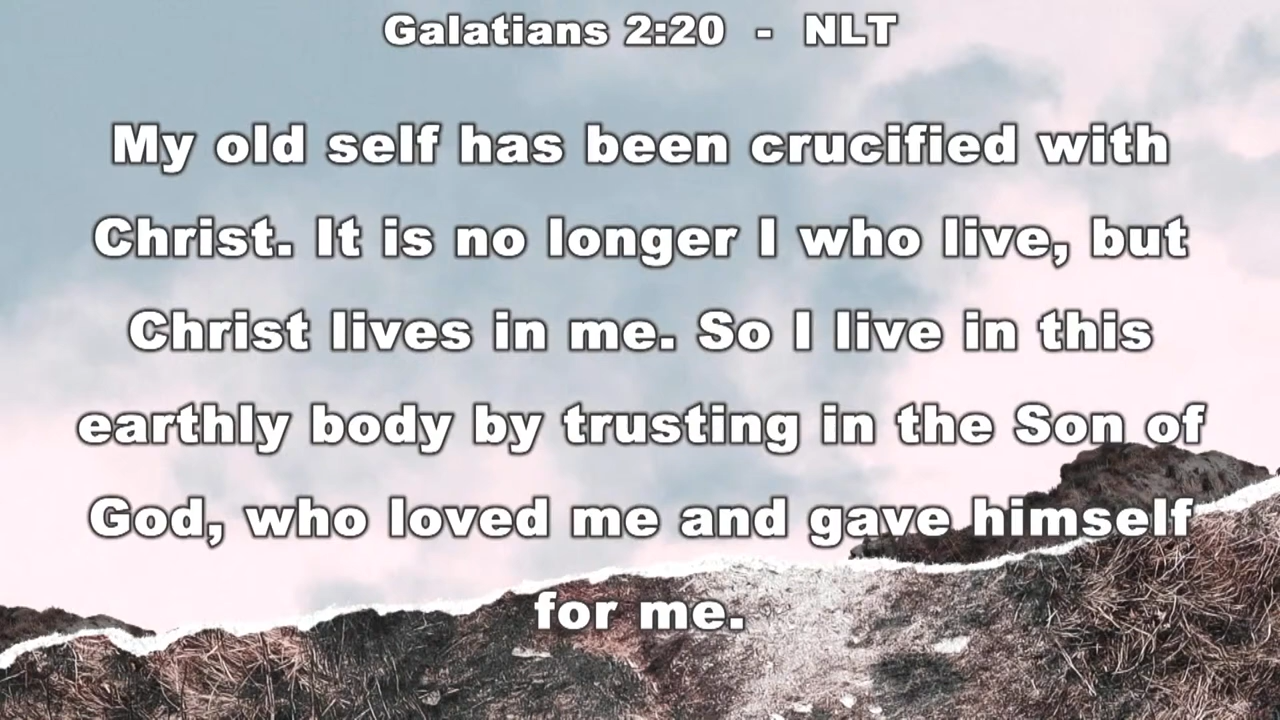 Galatians 2:20 - NLT
My old self has been crucified with
Christ. It is no longer I who live, but
Christ lives in me. So I live in this
earthly body by trusting in the Son of
God, who loved me and gave himself
for me.